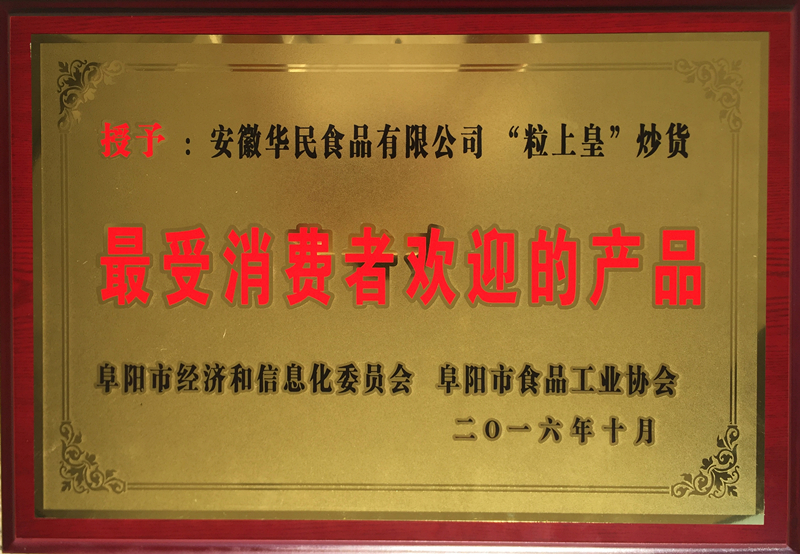 授予：安徽华民食品有限公司“粒上皇”炒货
最受消费者欢迎的产品
阜阳市经济和信息化委员会 阜阳市食品工业协会
二O一六年十月